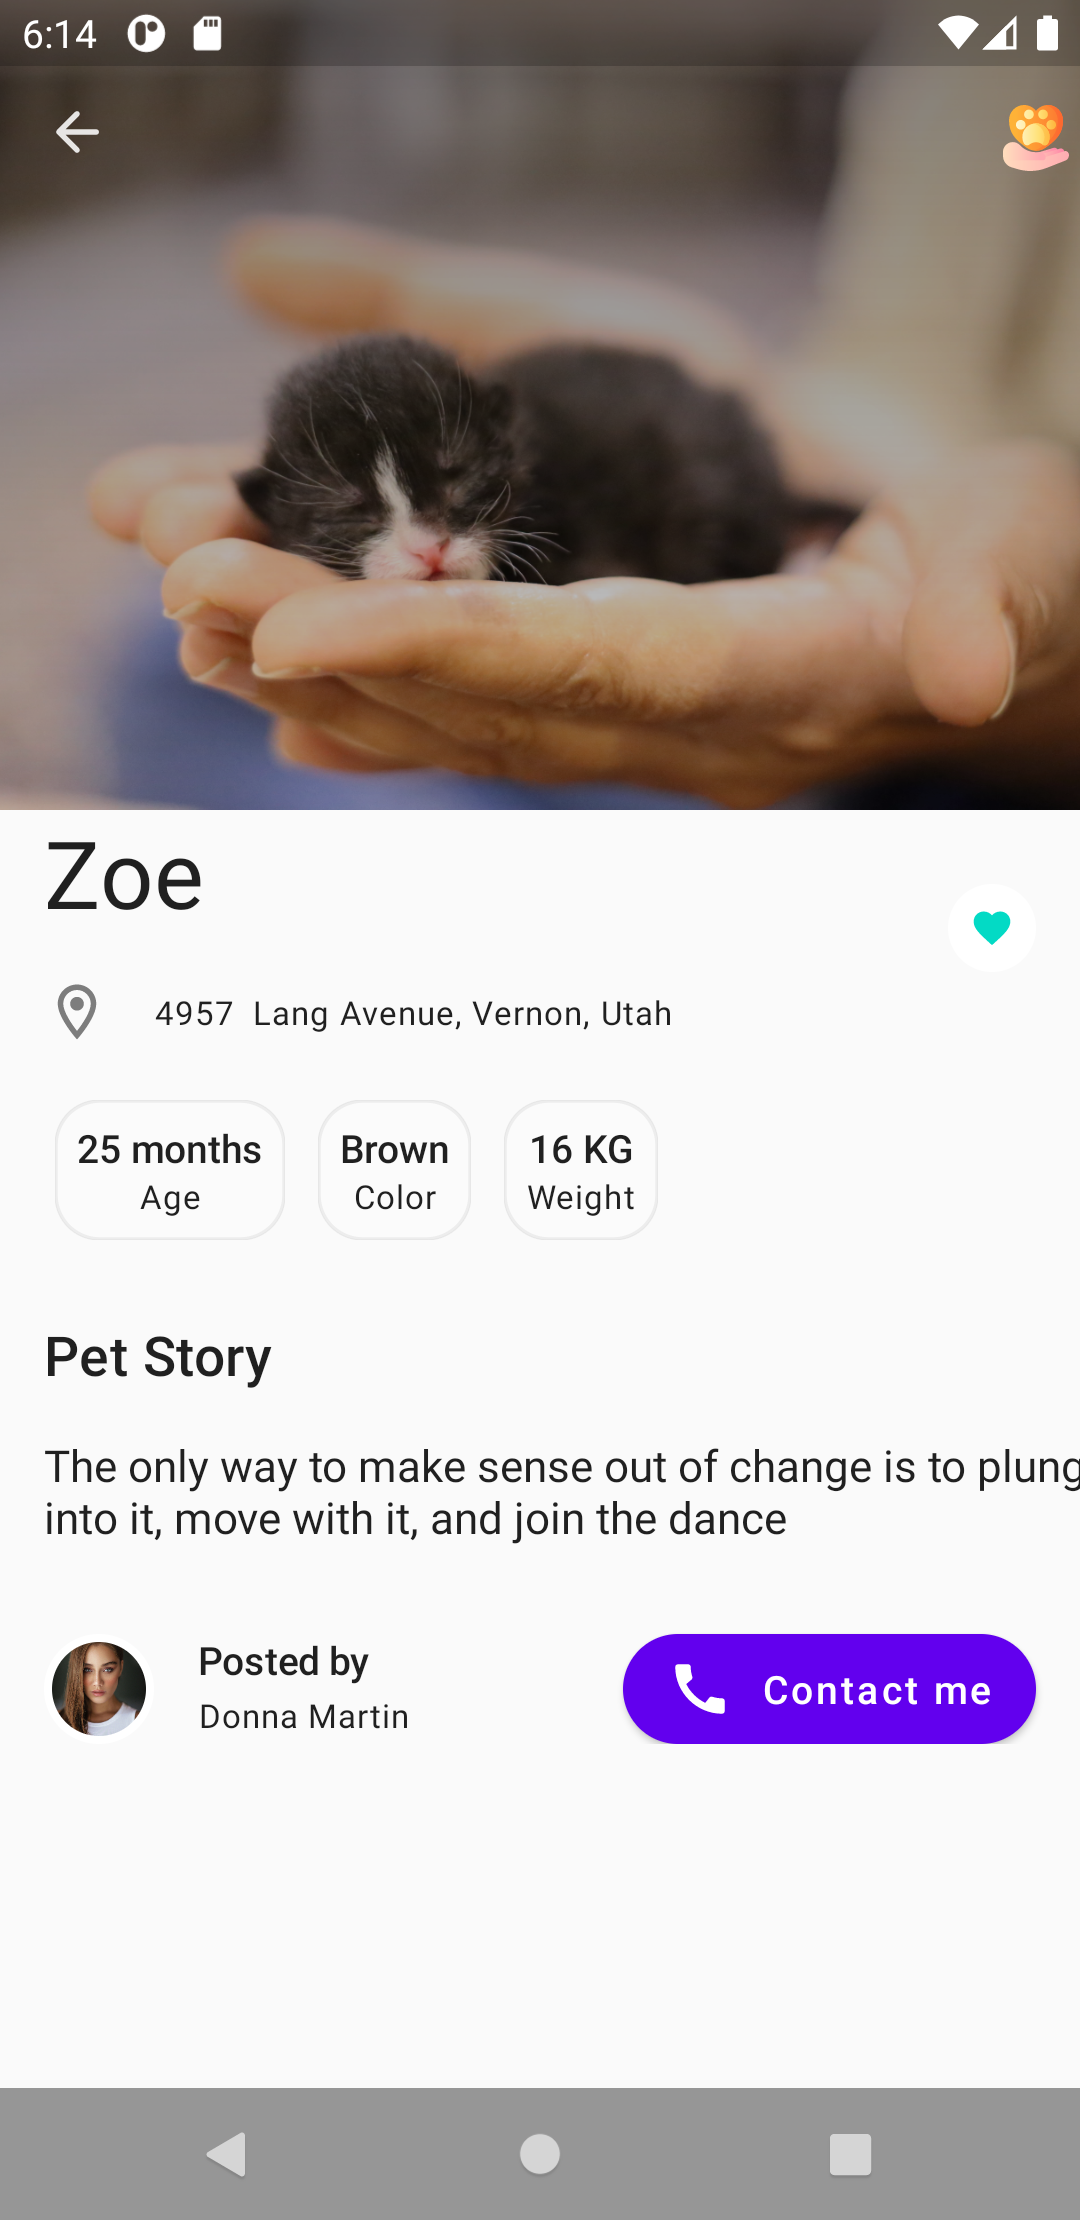 6:14
Zoe
4957  Lang Avenue, Vernon, Utah
25 months
Age
Brown
Color
16 KG
Weight
Pet Story
The only way to make sense out of change is to plung
into it, move with it, and join the dance
Posted by
Donna Martin
Contact me